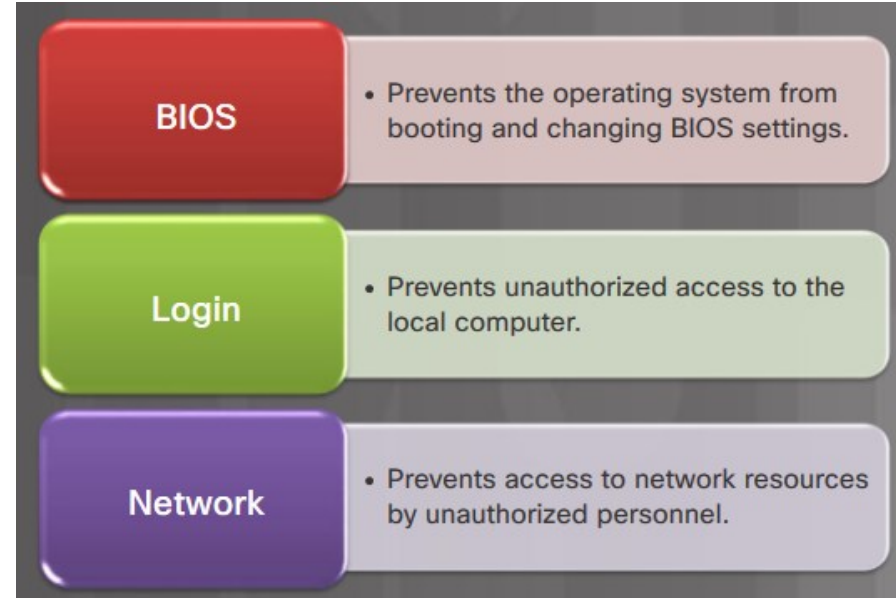 BIOS
• Prevents the operating system from
booting and changing BIOS settings.
Login
• Prevents unauthorized access to the
local computer.
Network
• Prevents access to network resources
by unauthorized personnel.